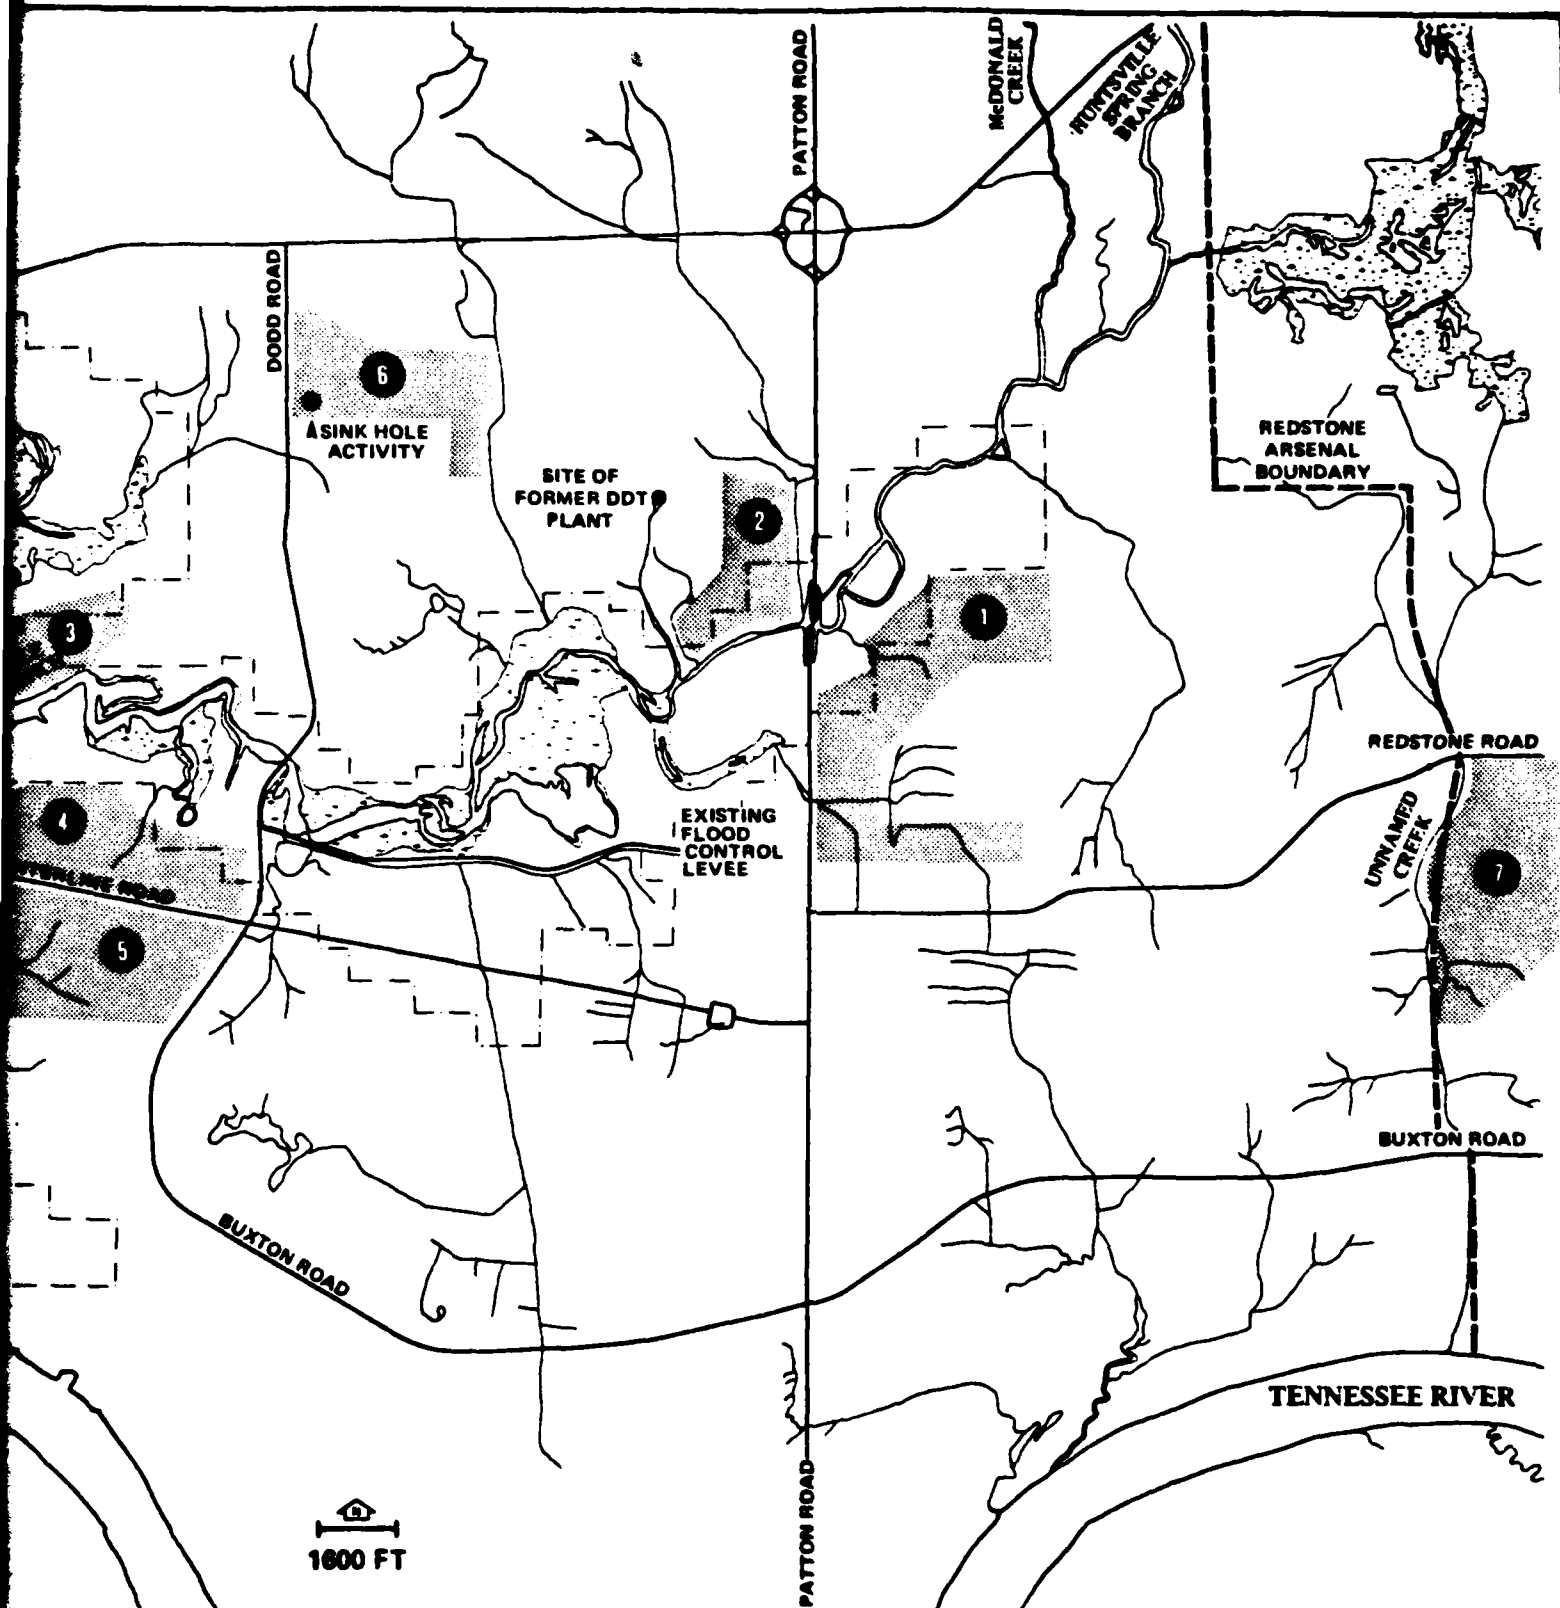 PATTON ROAD
McDONALD
CREEK
HUNTSVILLE
SPRING
BRANCH
DODD ROAD
6
SINK HOLE
ACTIVITY
REDSTONE
ARSENAL
BOUNDARY
SITE OF
FORMER DDT
PLANT
2
1
3
REDSTONE ROAD
4
EXISTING
FLOOD
CONTROL
LEVEE
UNNAMED
CREEK
7
ROAD
5
BUXTON ROAD
BUXTON ROAD
TENNESSEE RIVER
PATTON ROAD
N
1600 FT